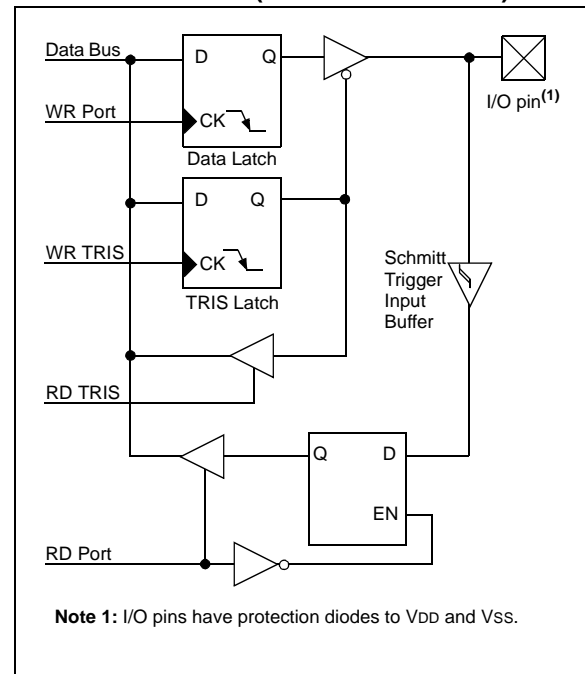 Data Bus
D Q
I/O pin(1)
WR Port
CK
Data Latch
D Q
WR TRIS
CK
TRIS Latch
Schmitt
Trigger
Input
Buffer
RD TRIS
Q D
EN
RD Port
Note 1: I/O pins have protection diodes to VDD and VSS.